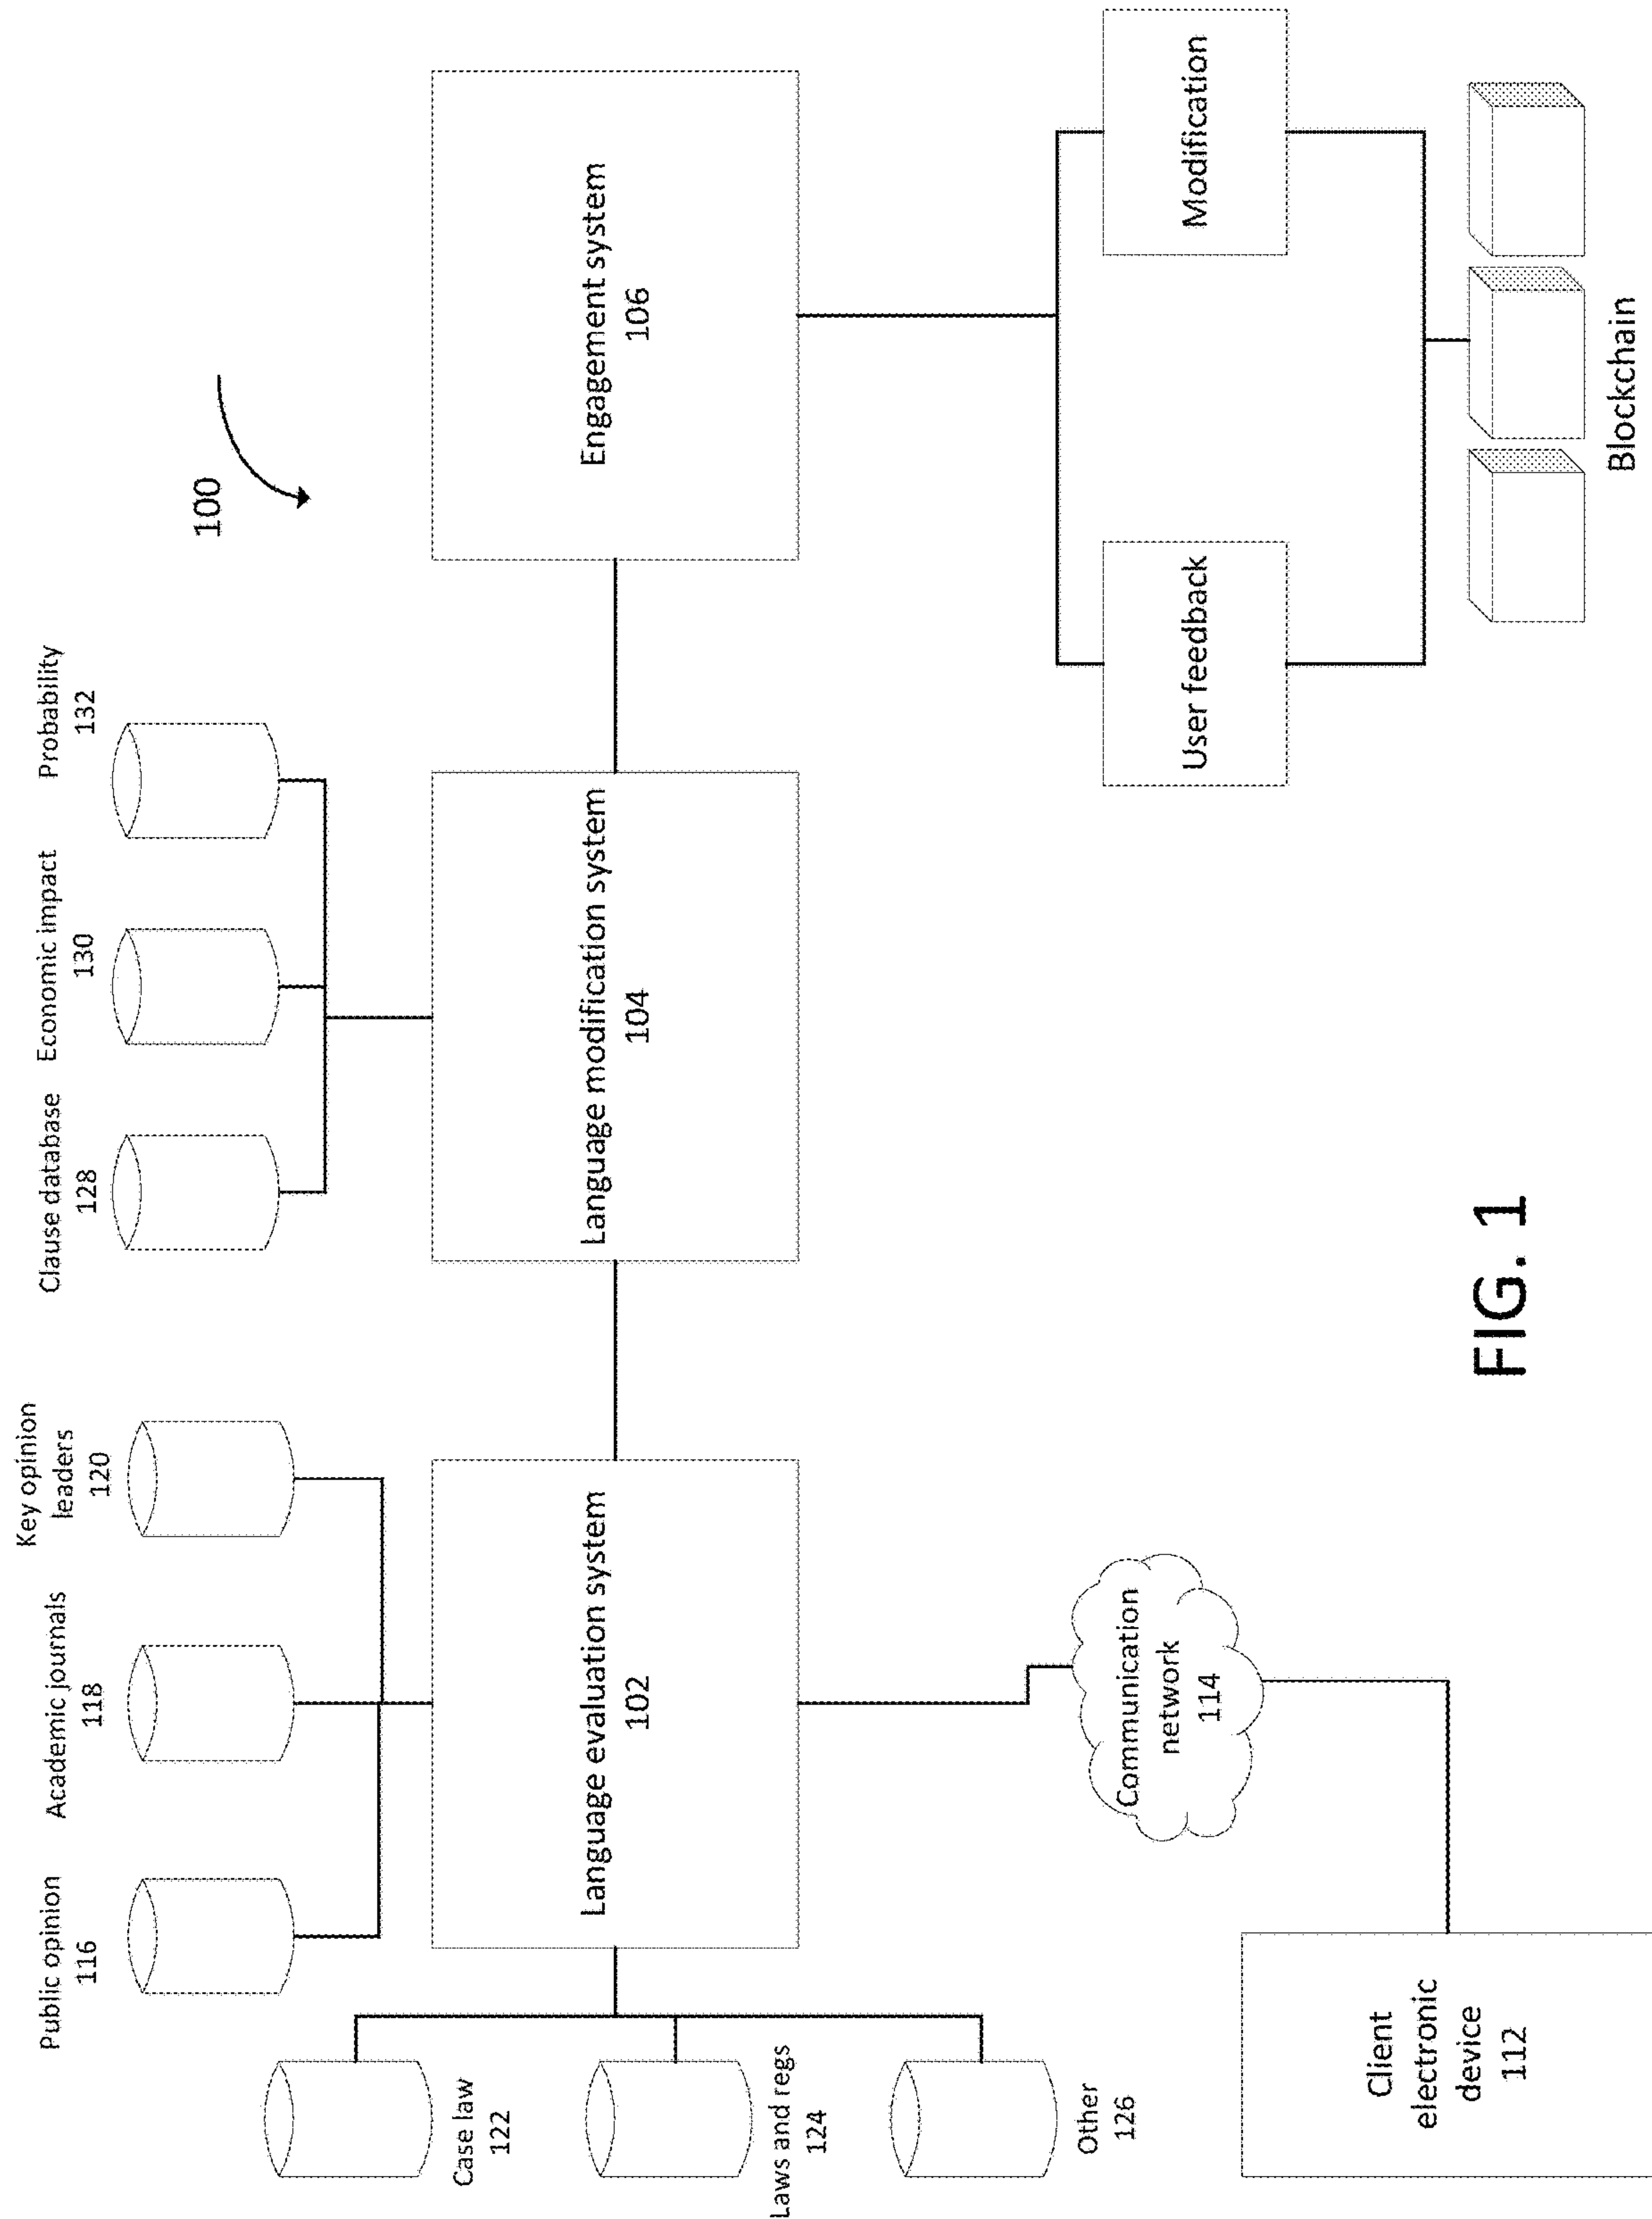 100
Public opinion
116
Academic journals
118
Key opinion
leaders
120
Clause database
128
Economic impact
130
Probability
132
Case law
122
Laws and regs
124
Other
126
Language evaluation system
102
Language modification system
104
Engagement system
106
Communication
network
114
Client
electronic
device
112
User feedback
Modification
Blockchain
FIG. 1